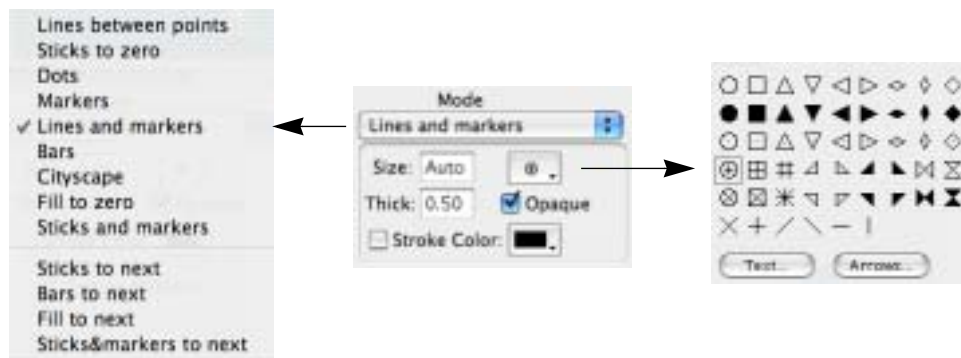 Lines between points
Sticks to zero
Dots
Markers
✓ Lines and markers
Bars
Cityscape
Fill to zero
Sticks and markers
Sticks to next
Bars to next
Fill to next
Sticks&markers to next
Mode
Lines and markers
Size: Auto
Thick: 0.50 Opaque
Stroke Color:
Text... Arrows...